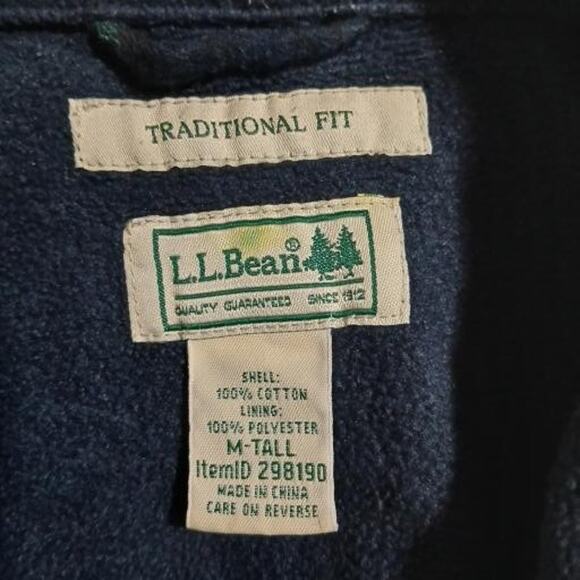 TRADITIONAL FIT
L.L.Bean®
QUALITY GUARANTEED SINCE 1912
SHELL:
100% COTTON
LINING:
100% POLYESTER
M-TALL
ItemID 298190
MADE IN CHINA
CARE ON REVERSE